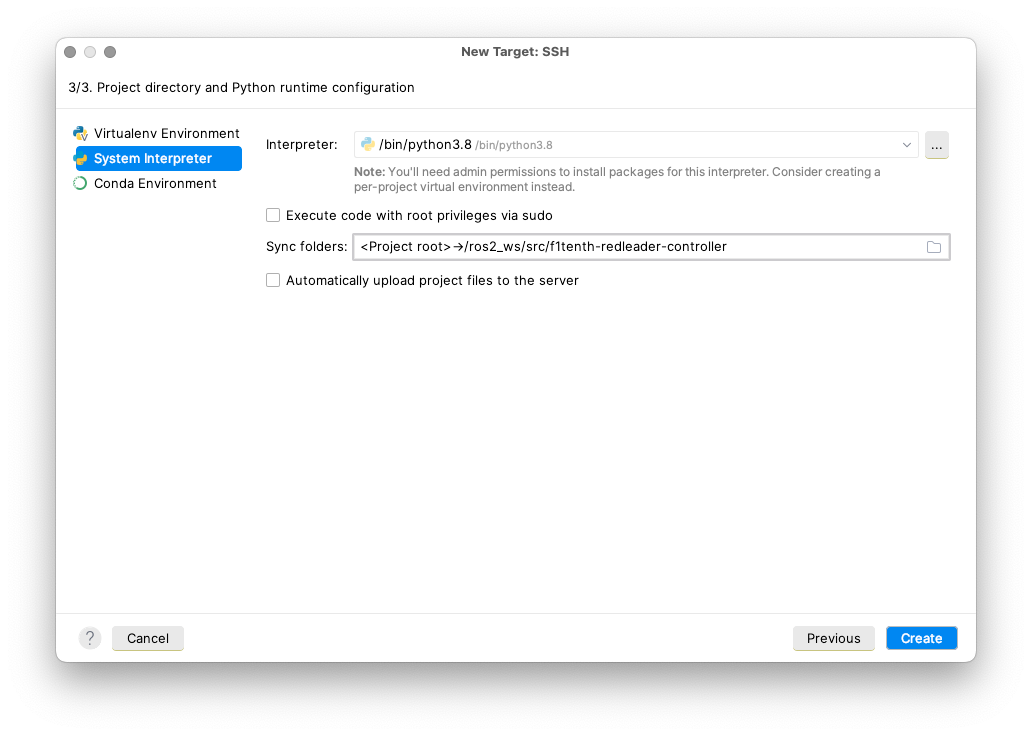 New Target: SSH
3/3. Project directory and Python runtime configuration
Virtualenv Environment
System Interpreter
Conda Environment
Interpreter: /bin/python3.8 /bin/python3.8 ...
Note: You'll need admin permissions to install packages for this interpreter. Consider creating a
per-project virtual environment instead.
Execute code with root privileges via sudo
Sync folders: <Project root>→/ros2_ws/src/f1tenth-redleader-controller
Automatically upload project files to the server
? Cancel Previous Create